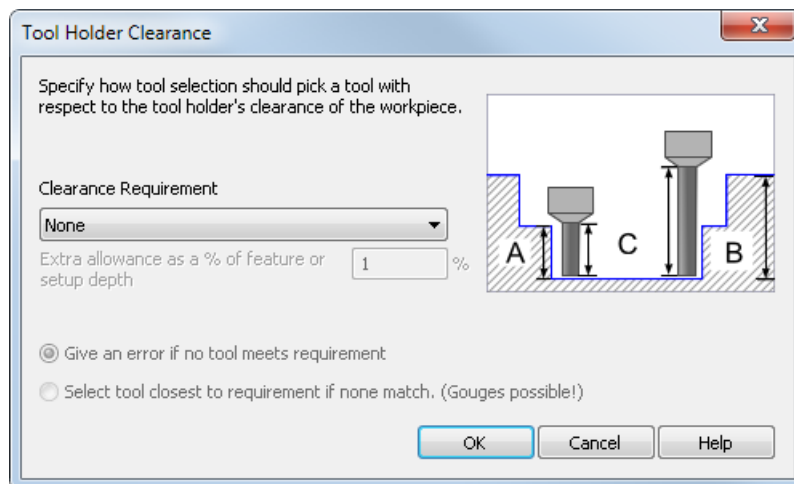 Tool Holder Clearance
Specify how tool selection should pick a tool with
respect to the tool holder's clearance of the workpiece.
Clearance Requirement
None
Extra allowance as a % of feature or
setup depth
1
%
A
C
B
Give an error if no tool meets requirement
Select tool closest to requirement if none match. (Gouges possible!)
OK
Cancel
Help